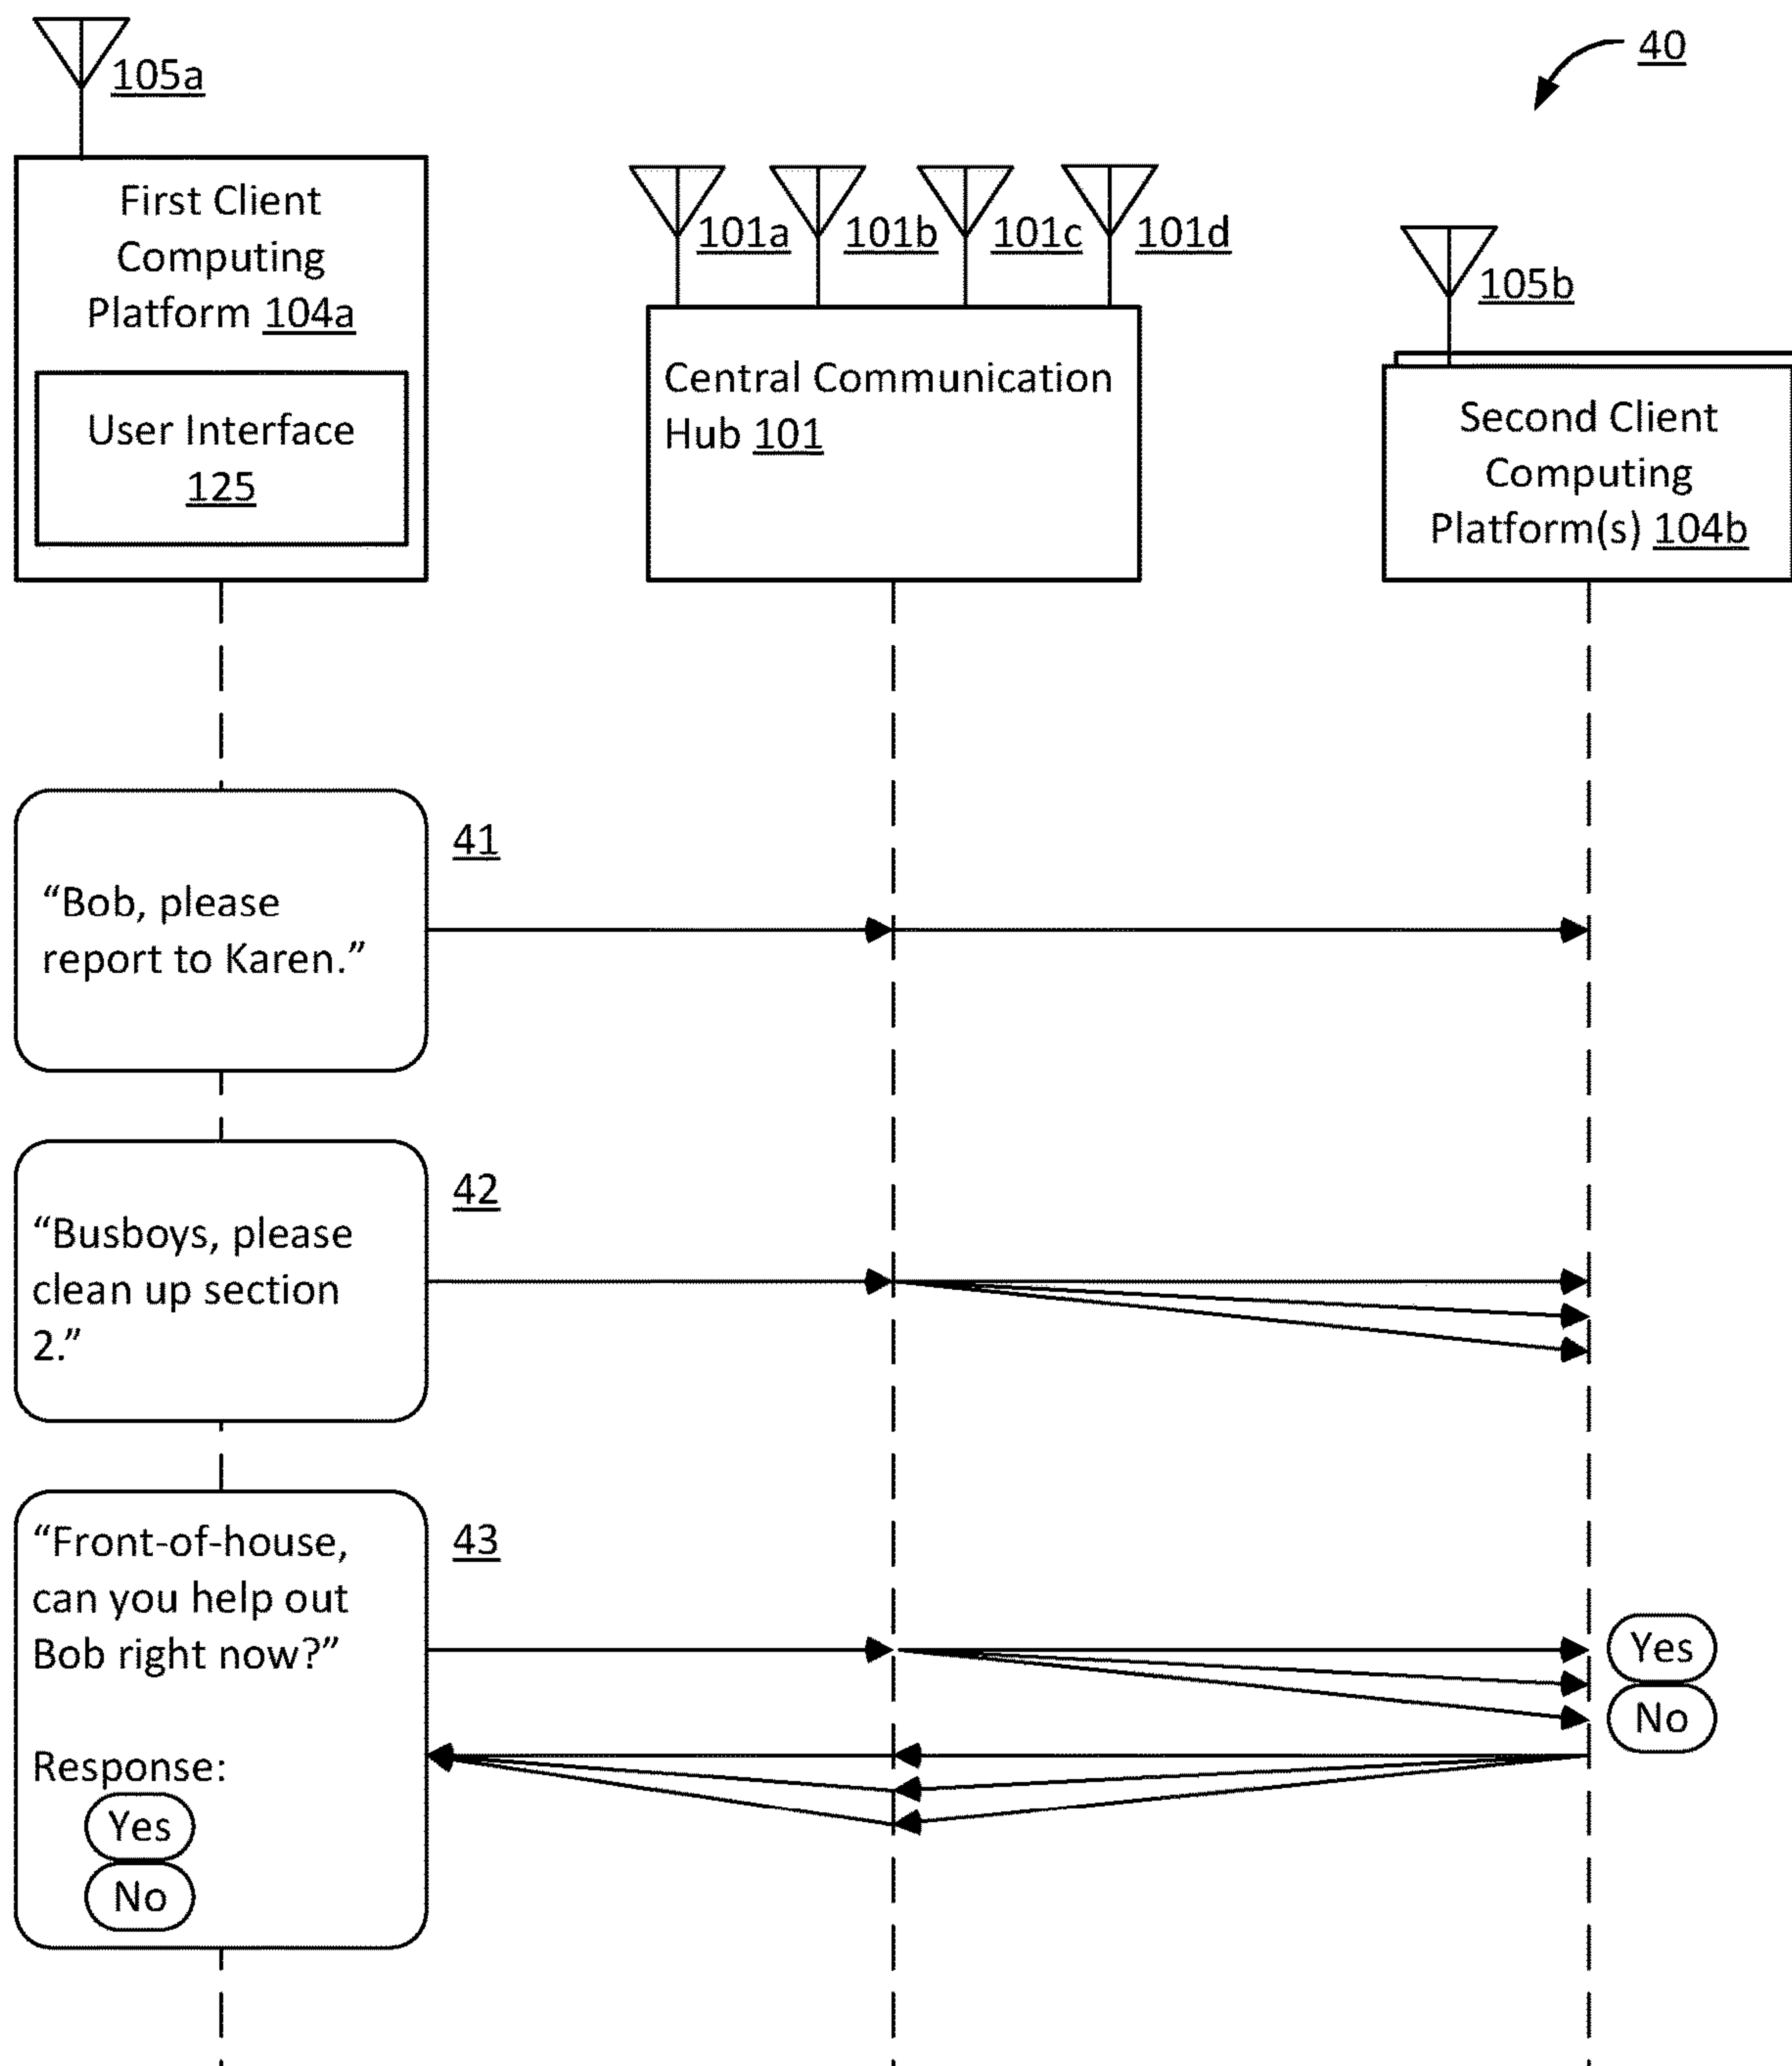 105a
40
First Client
Computing
Platform 104a
User Interface
125
101a
101b
101c
101d
Central Communication
Hub 101
105b
Second Client
Computing
Platform(s) 104b
41
“Bob, please
report to Karen.”
42
“Busboys, please
clean up section
2.”
43
“Front-of-house,
can you help out
Bob right now?”
Yes
No
Response:
Yes
No